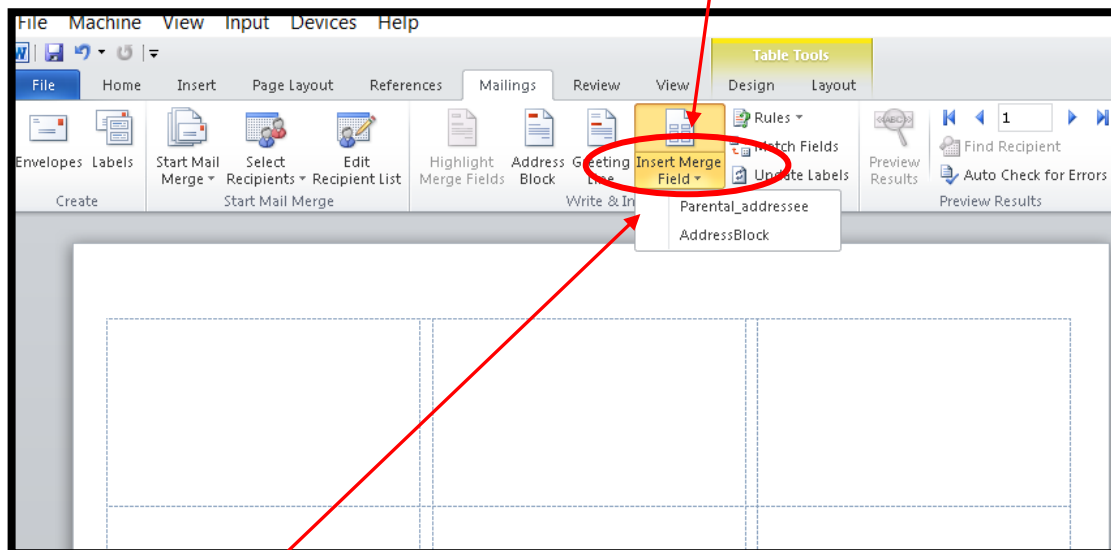 File Machine View Input Devices Help
W
Table Tools
File Home Insert Page Layout References Mailings Review View Design Layout
Envelopes Labels
Create
Start Mail Merge
Select Recipients
Edit Recipient List
Start Mail Merge
Highlight Merge Fields
Address Block
Greeting Line
Insert Merge Field
Rules
Match Fields
Update Labels
Write & In
Parental_addressee
AddressBlock
«ABC»
Preview Results
1
Find Recipient
Auto Check for Errors
Preview Results